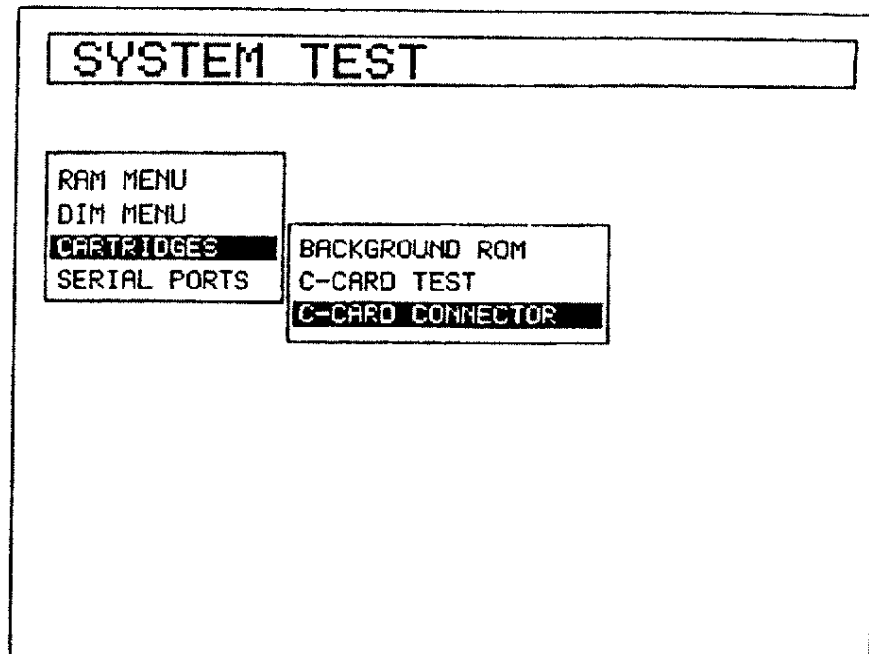 SYSTEM TEST
RAM MENU
DIM MENU
CARTRIDGES
SERIAL PORTS
BACKGROUND ROM
C-CARD TEST
C-CARD CONNECTOR